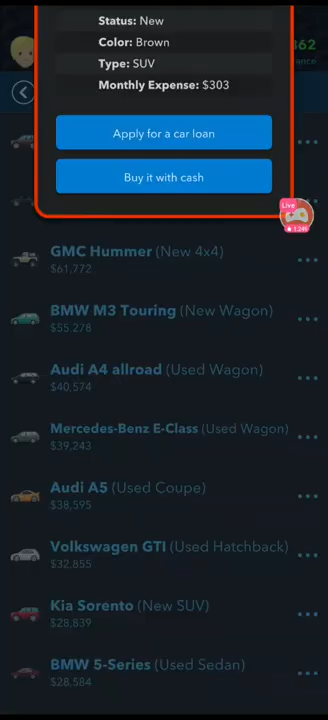 Status: New
Color: Brown
Type: SUV
Monthly Expense: $303
Apply for a car loan
Buy it with cash
Live
GMC Hummer (New 4x4)
$61,772
BMW M3 Touring (New Wagon)
$55,278
Audi A4 allroad (Used Wagon)
$40,574
Mercedes-Benz E-Class (Used Wagon)
$39,243
Audi A5 (Used Coupe)
$38,595
Volkswagen GTI (Used Hatchback)
$32,855
Kia Sorento (New SUV)
$28,839
BMW 5-Series (Used Sedan)
$28,584